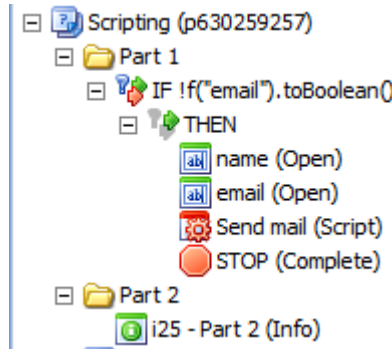 Scripting (p630259257)
Part 1
IF !f("email").toBoolean()
THEN
name (Open)
email (Open)
Send mail (Script)
STOP (Complete)
Part 2
i25 - Part 2 (Info)